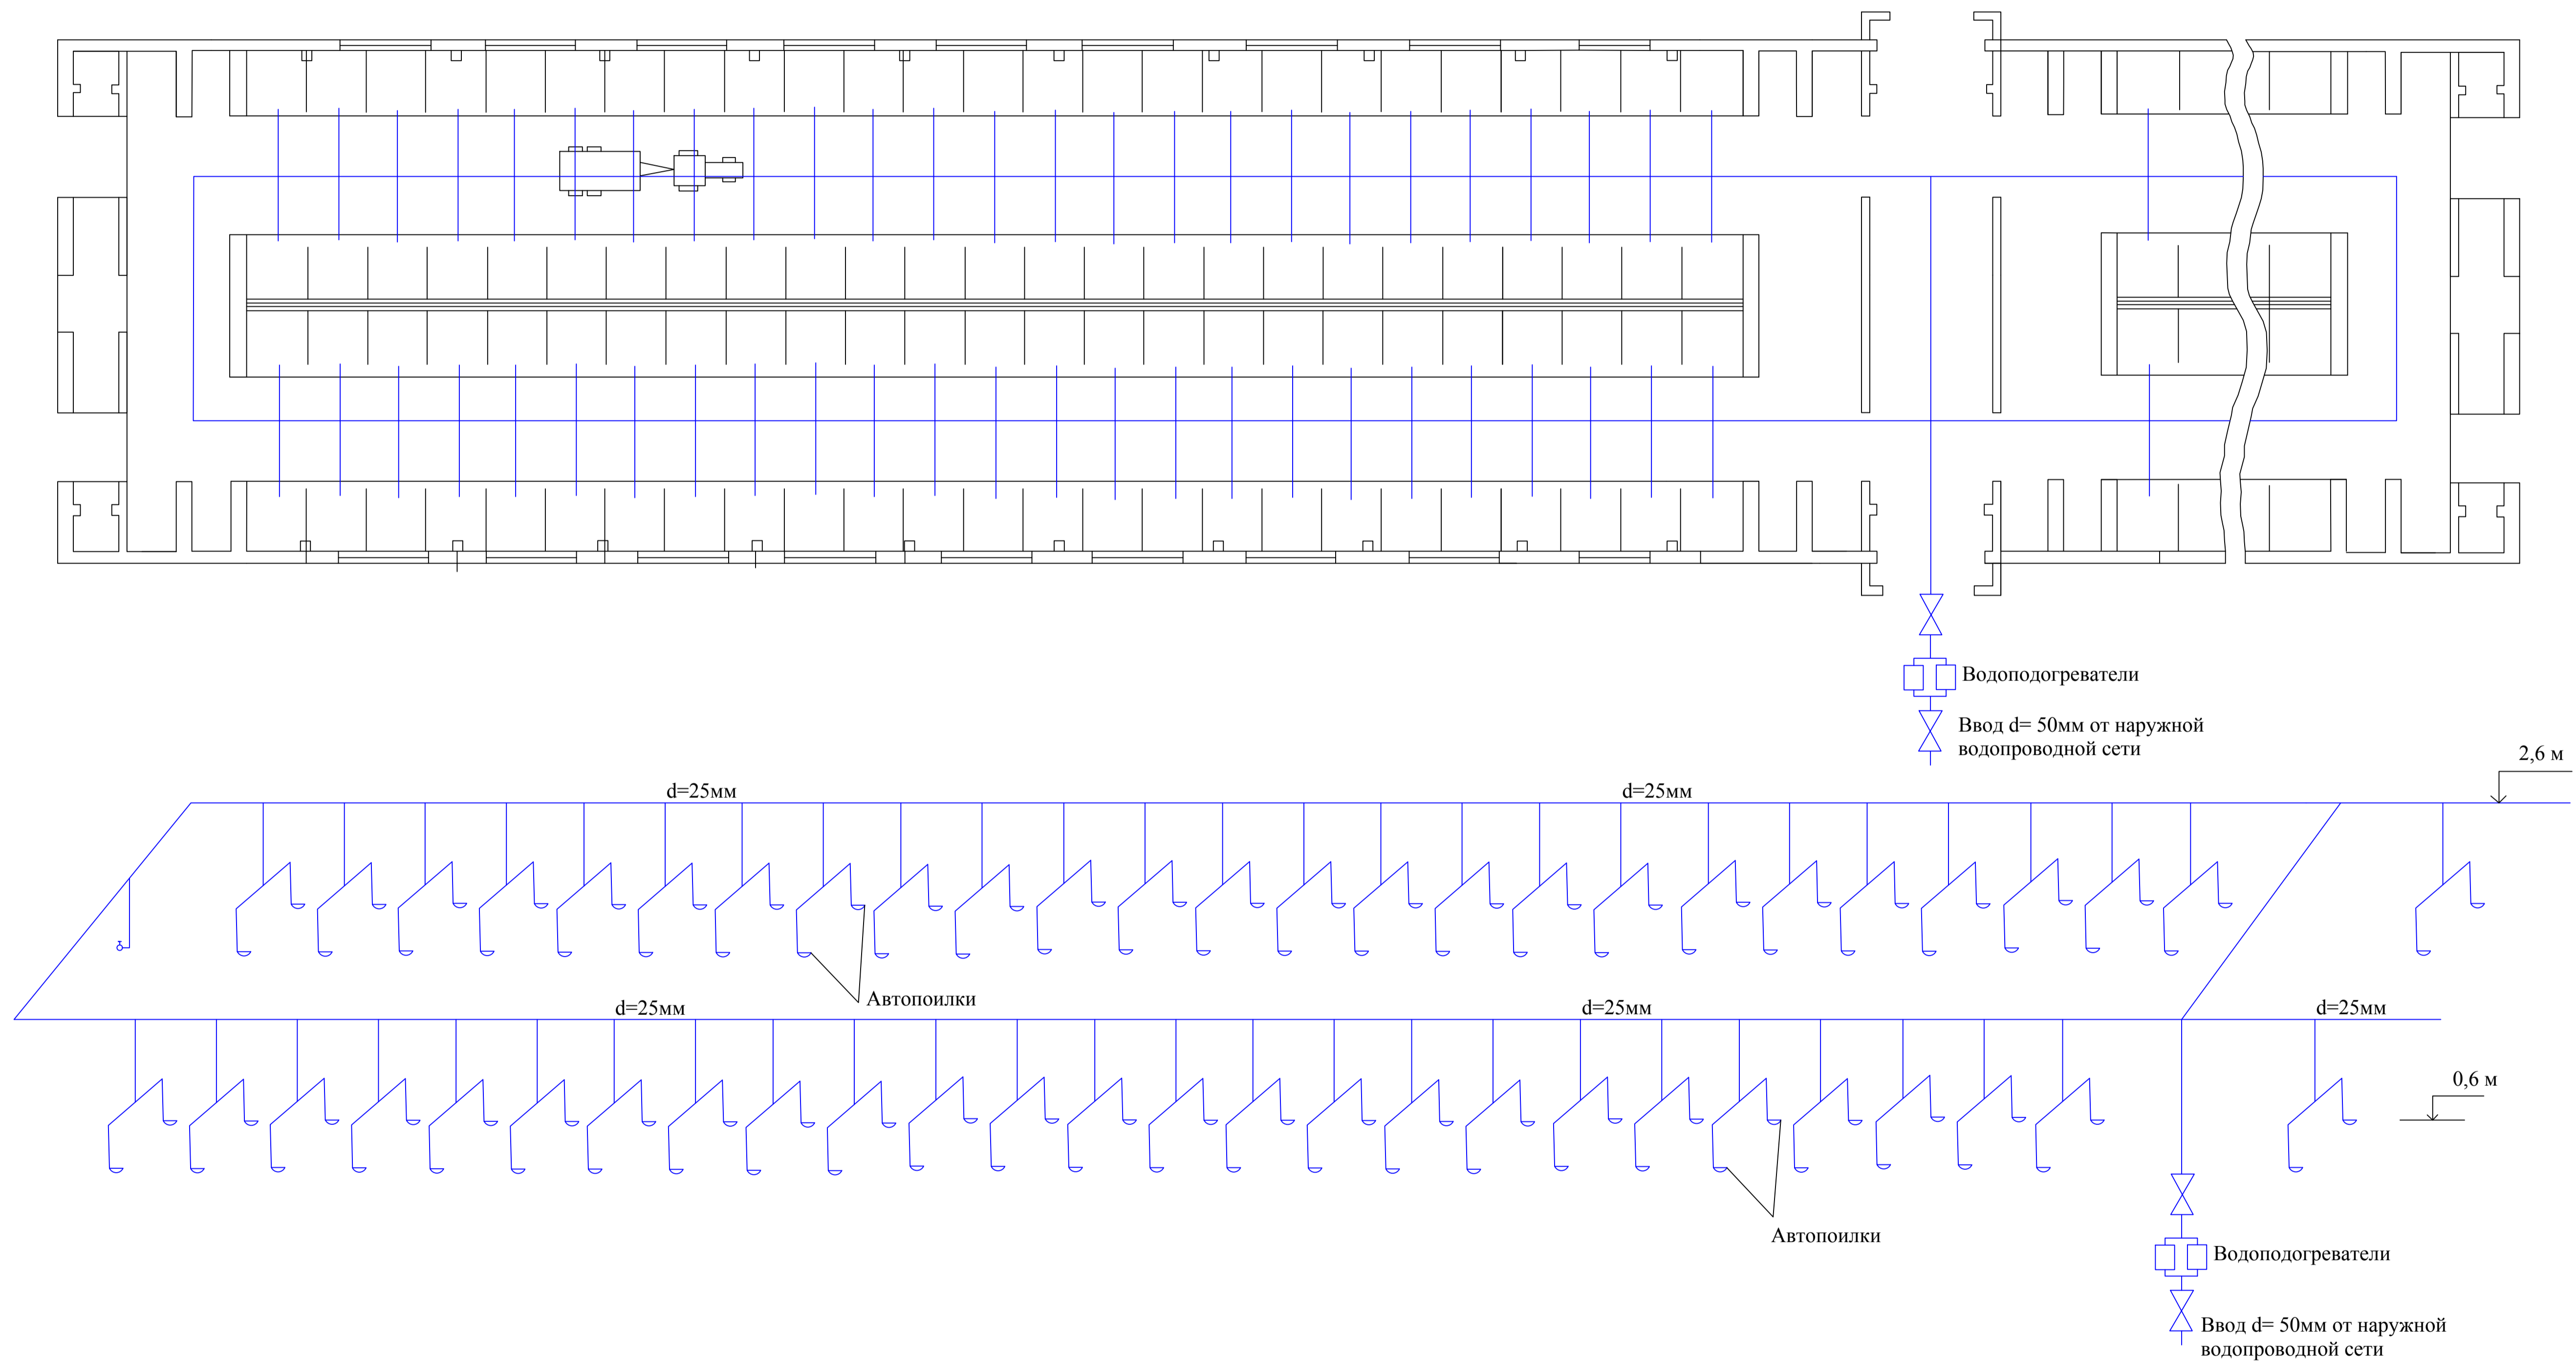 Водоподогреватели
Ввод d= 50мм от наружной
водопроводной сети
2,6 м
d=25мм
d=25мм
Автопоилки
d=25мм
d=25мм
d=25мм
0,6 м
Автопоилки
Водоподогреватели
Ввод d= 50мм от наружной
водопроводной сети